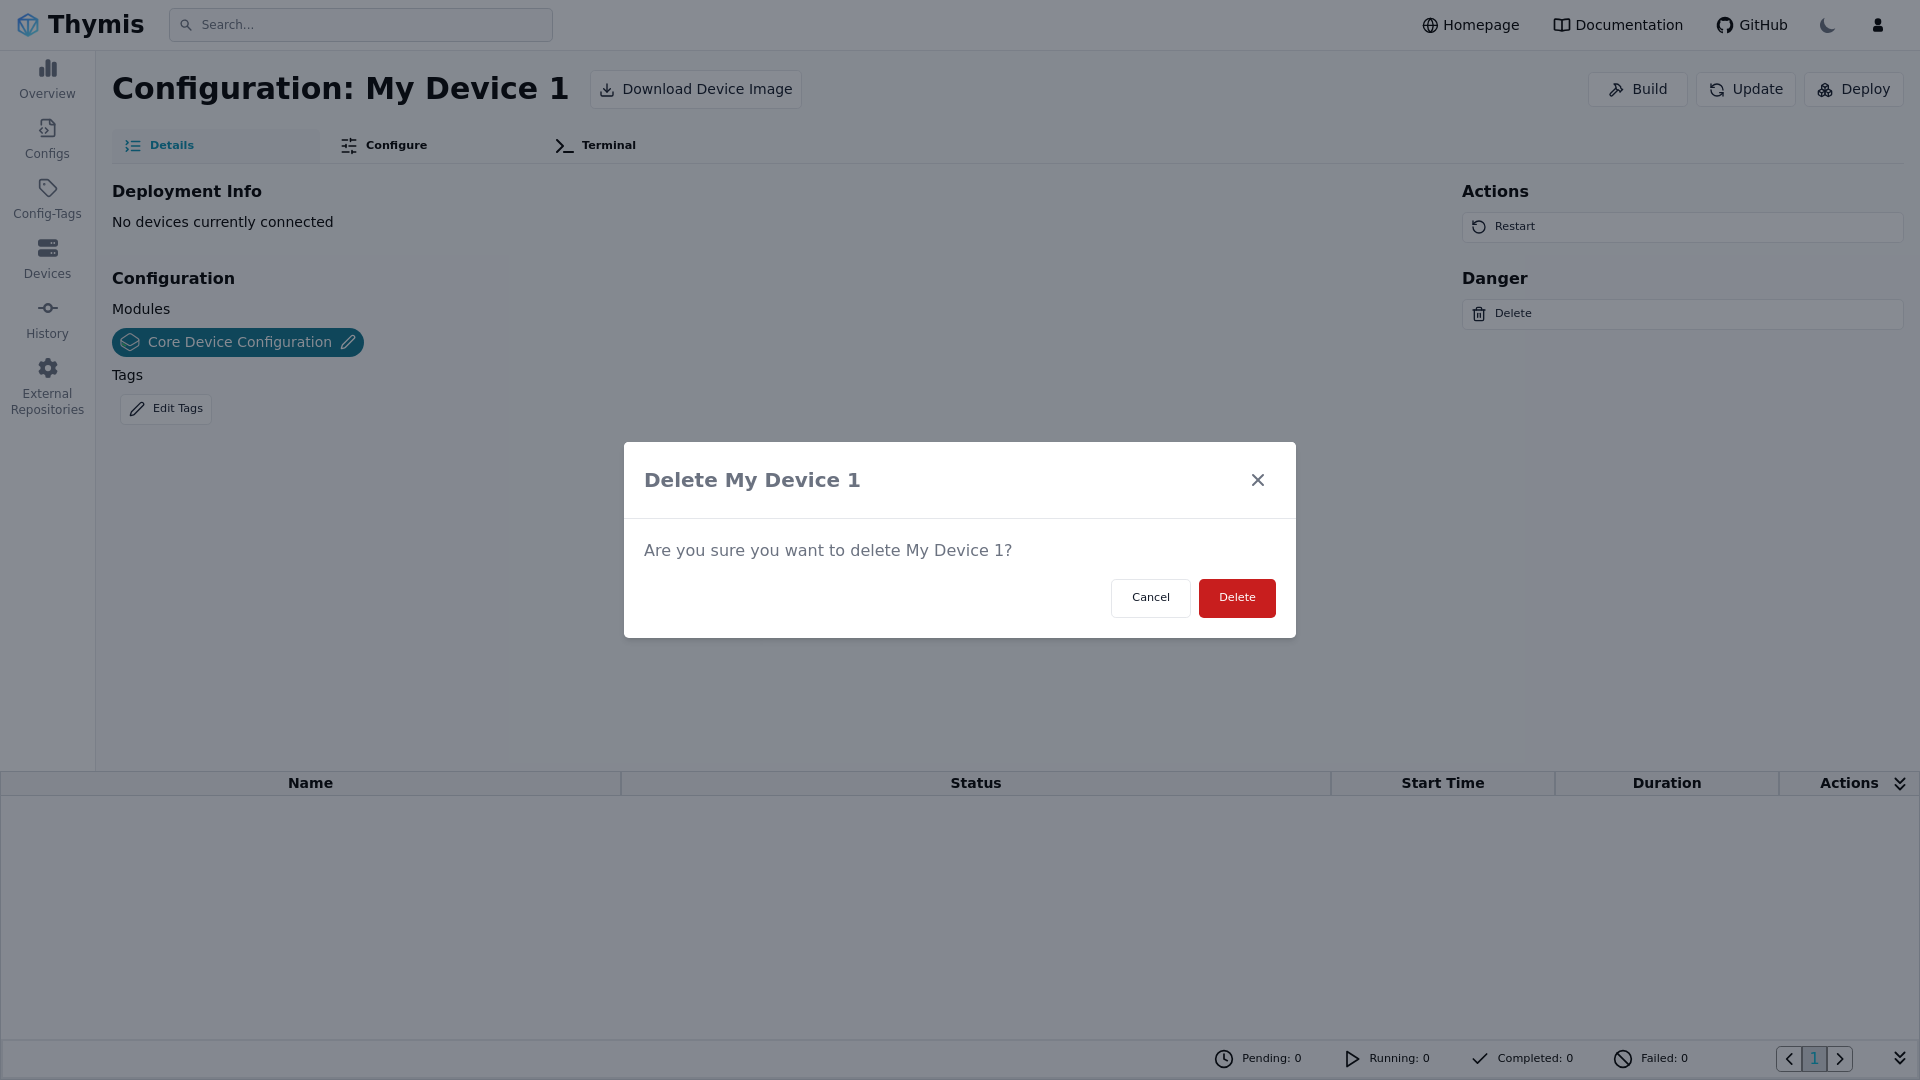 Thymis
Search...
Homepage
Documentation
GitHub
Overview
Configs
Config-Tags
Devices
History
External
Repositories
Configuration: My Device 1
Download Device Image
Build
Update
Deploy
Details
Configure
Terminal
Deployment Info
No devices currently connected
Configuration
Modules
Core Device Configuration
Tags
Edit Tags
Actions
Restart
Danger
Delete
Delete My Device 1
Are you sure you want to delete My Device 1?
Cancel
Delete
Name
Status
Start Time
Duration
Actions
Pending: 0
Running: 0
Completed: 0
Failed: 0
1